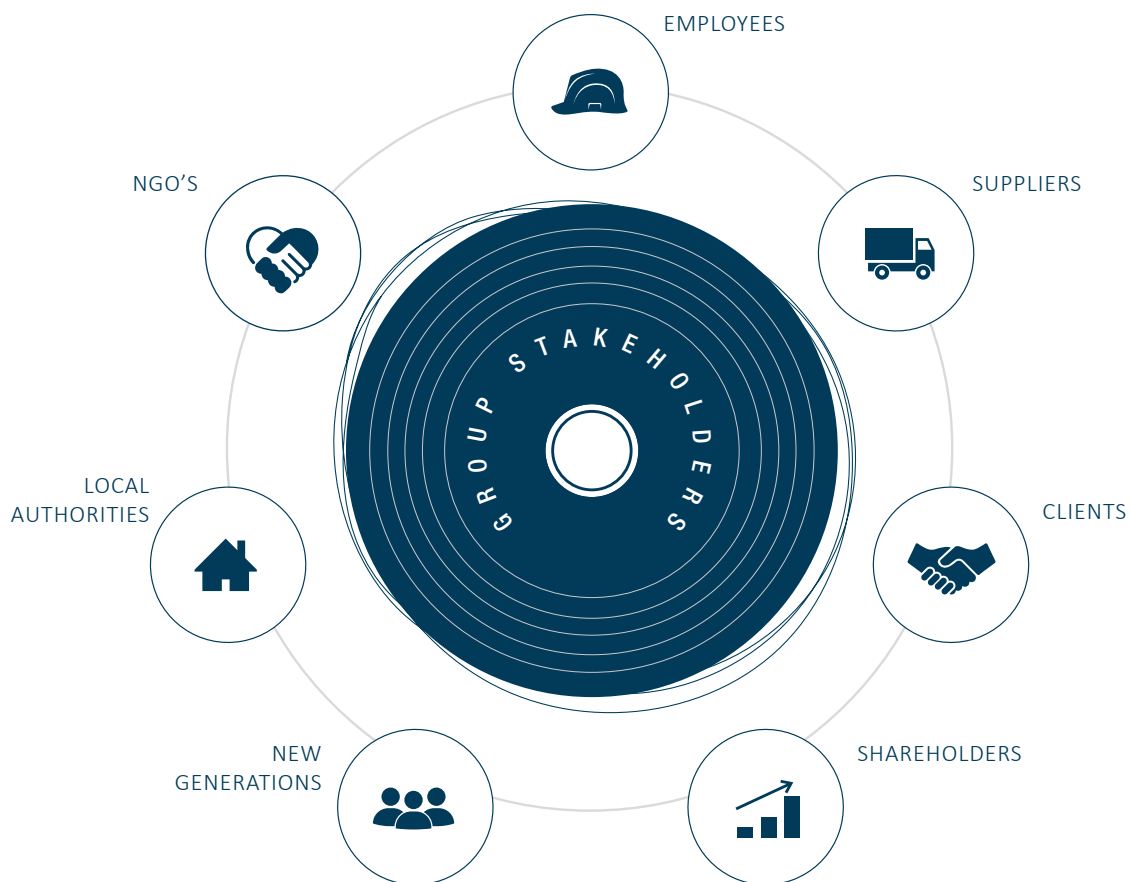 EMPLOYEES
NGO’S
SUPPLIERS
GROUP STAKEHOLDERS
LOCAL
AUTHORITIES
CLIENTS
NEW
GENERATIONS
SHAREHOLDERS